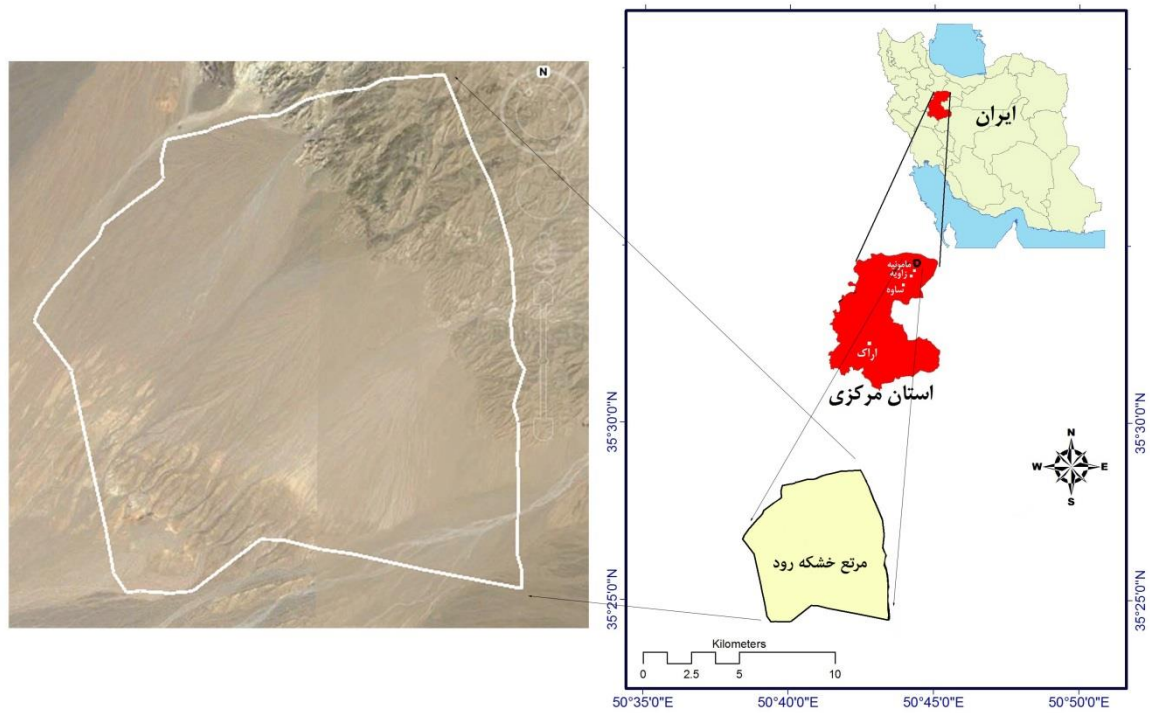 N
ایران
مامونیه
زاویه
ساوه
اراک
استان مرکزی
35°30'0"N
N
W E
S
مرتع خشکه رود
35°25'0"N
Kilometers
0 2.5 5 10
50°35'0"E 50°40'0"E 50°45'0"E 50°50'0"E
35°30'0"N
35°25'0"N